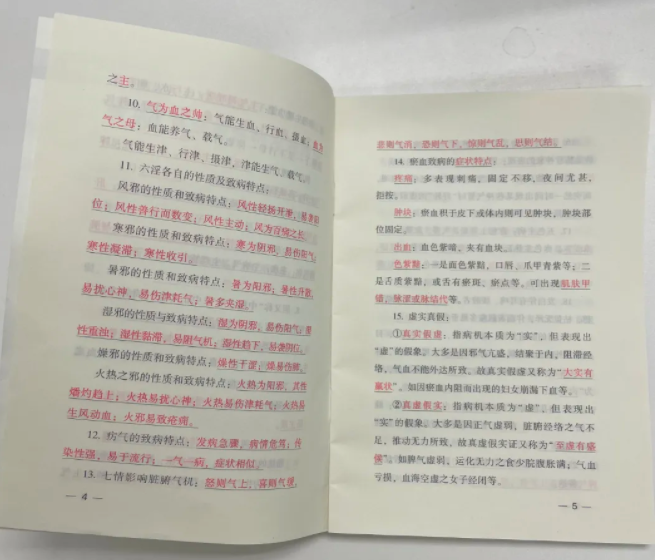 之主。
10. 气为血之帅：气能生血、行血、摄血；血为
气之母：血能养气、载气。
气能生津、行津、摄津；津能生气、载气。
11. 六淫各自的性质及致病特点：
风邪的性质和致病特点：风性轻扬开泄，易袭阳
位；风性善行而数变；风性主动；风为百病之长。
寒邪的性质和致病特点：寒为阴邪，易伤阳气；
寒性凝滞；寒性收引。
暑邪的性质和致病特点：暑为阳邪，暑性升散，
易扰心神，易伤津耗气；暑多夹湿。
湿邪的性质与致病特点：湿为阴邪，易伤阳气；湿
性重浊；湿性黏滞，易阻气机；湿性趋下，易袭阴位。
燥邪的性质和致病特点：燥性干涩；燥易伤肺。
火热之邪的性质和致病特点：火热为阳邪，其性
燔灼趋上；火热易扰心神；火热易伤津耗气；火热易
生风动血；火邪易致疮疡。
12. 疠气的致病特点：发病急骤，病情危笃；传
染性强，易于流行；一气一病，症状相似。
13. 七情影响脏腑气机：怒则气上，喜则气缓，
— 4 —
悲则气消，恐则气下，惊则气乱，思则气结。
14. 瘀血致病的症状特点：
疼痛：多表现刺痛，固定不移，夜间尤甚，
拒按。
肿块：瘀血积于皮下或体内则可见肿块，肿块部
位固定。
出血：血色紫暗，夹有血块。
色紫黯：一是面色紫黯，口唇、爪甲青紫等；二
是舌质紫黯，或舌有瘀斑、瘀点等。可出现肌肤甲
错，脉涩或脉结代等。
15. 虚实真假：
①真实假虚：指病机本质为“实”，但表现出
“虚”的假象。大多是因邪气亢盛，结聚于内，阻滞经
络，气血不能外达所致。故真实假虚又称为“大实有
羸状”。如因瘀血内阻而出现的妇女崩漏下血等。
②真虚假实：指病机本质为“虚”，但表现出
“实”的假象。大多是因正气虚弱，脏腑经络之气不
足，推动无力所致。故真虚假实证又称为“至虚有盛
候”。如脾气虚弱，运化无力之食少脘腹胀满；气血
亏损，血海空虚之女子经闭等。
— 5 —